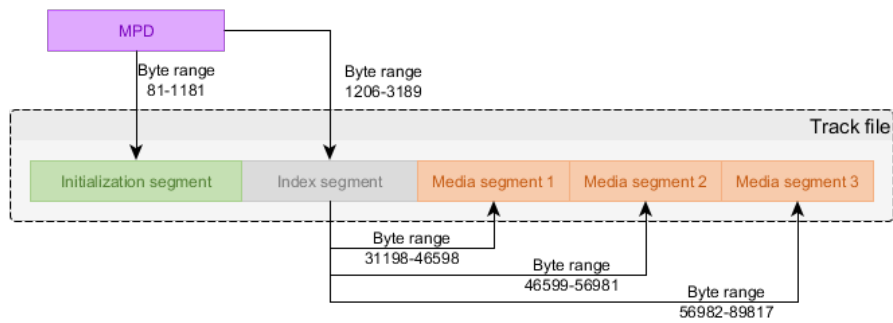 MPD
Byte range
81-1181
Byte range
1206-3189
Track file
Initialization segment
Index segment
Media segment 1
Media segment 2
Media segment 3
Byte range
31198-46598
Byte range
46599-56981
Byte range
56982-89817